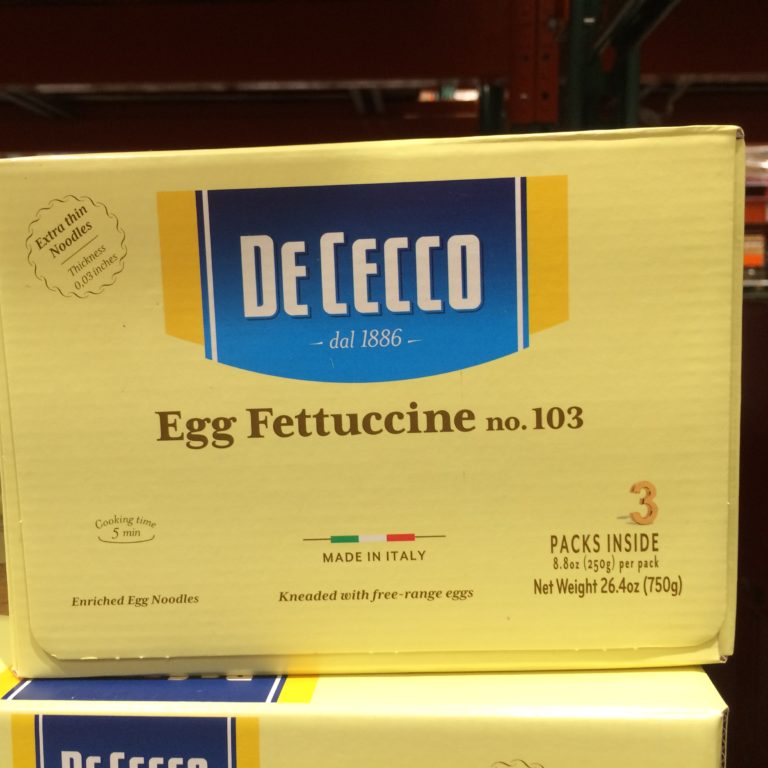 Extra thin
Noodles
Thickness
0,03 inches
DE CECCO
– dal 1886 –
Egg Fettuccine no.103
Cooking time
5 min
Enriched Egg Noodles
MADE IN ITALY
Kneaded with free-range eggs
3
PACKS INSIDE
8.8oz (250g) per pack
Net Weight 26.4oz (750g)
DE CECCO